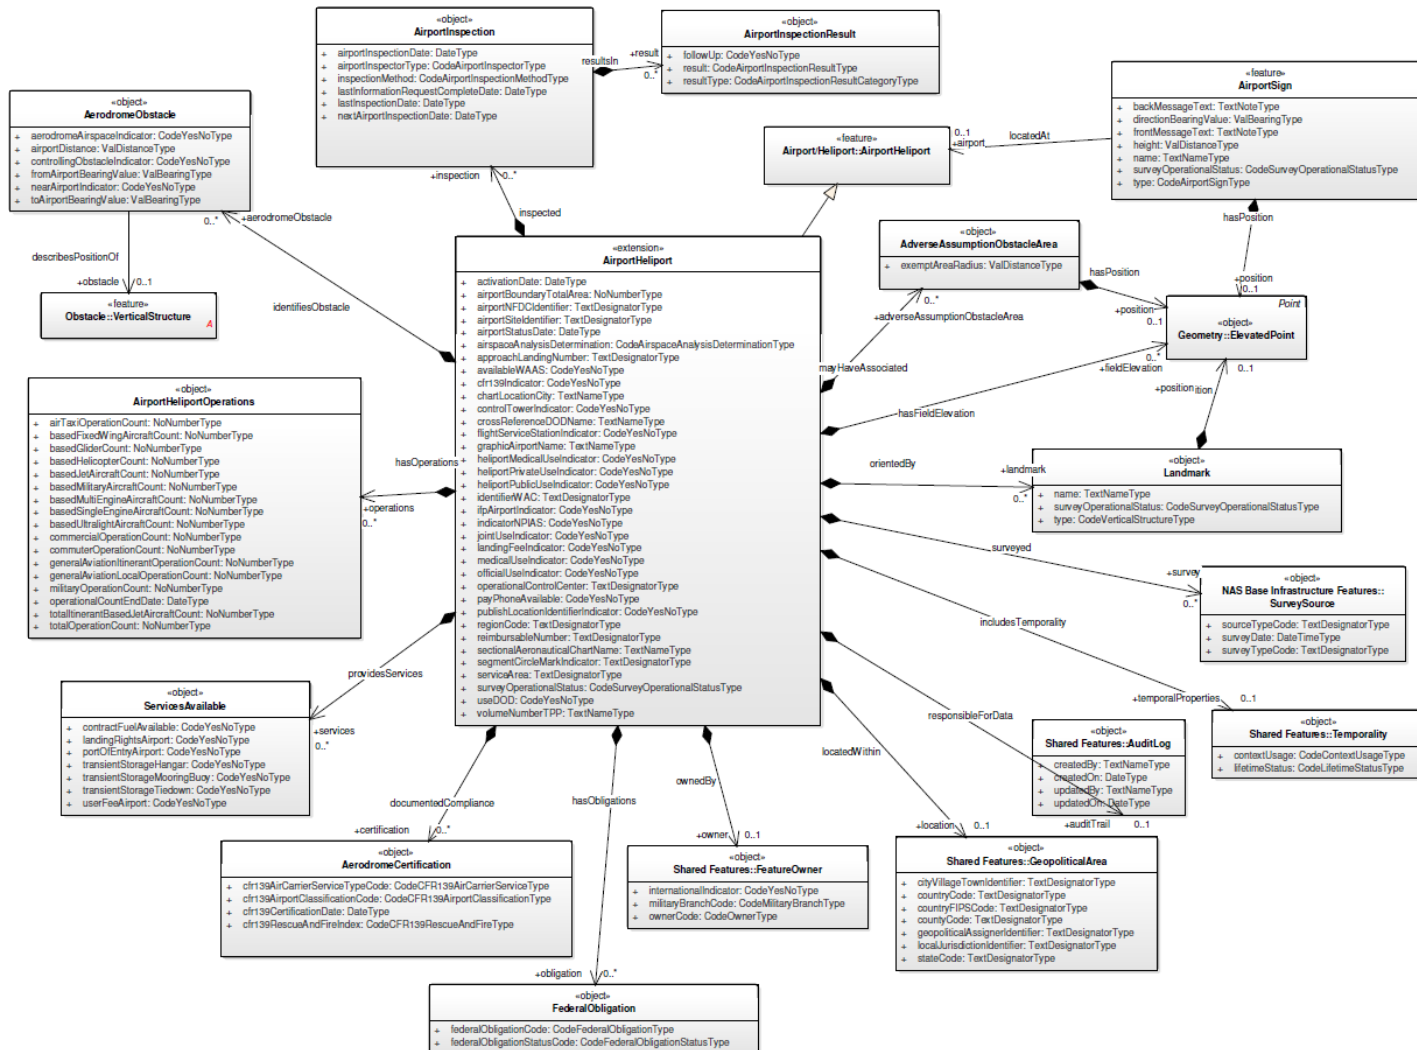 «object»
AirportInspection
+ airportInspectionDate: DateType
+ airportInspectorType: CodeAirportInspectorType
+ inspectionMethod: CodeAirportInspectionMethodType
+ lastInformationRequestCompleteDate: DateType
+ lastInspectionDate: DateType
+ nextAirportInspectionDate: DateType
resultsIn
+result
0..*
«object»
AirportInspectionResult
+ followUp: CodeYesNoType
+ result: CodeAirportInspectionResultType
+ resultType: CodeAirportInspectionResultCategoryType
«feature»
AirportSign
+ backMessageText: TextNoteType
+ directionBearingValue: ValBearingType
+ frontMessageText: TextNoteType
+ height: ValDistanceType
+ name: TextNameType
+ surveyOperationalStatus: CodeSurveyOperationalStatusType
+ type: CodeAirportSignType
«object»
AerodromeObstacle
+ aerodromeAirspaceIndicator: CodeYesNoType
+ airportDistance: ValDistanceType
+ controllingObstacleIndicator: CodeYesNoType
+ fromAirportBearingValue: ValBearingType
+ nearAirportIndicator: CodeYesNoType
+ toAirportBearingValue: ValBearingType
«feature»
Airport/Heliport::AirportHeliport
0..1
+airport
locatedAt
+inspection
0..*
inspected
0..*
+aerodromeObstacle
describesPositionOf
+obstacle
0..1
identifiesObstacle
«feature»
Obstacle::VerticalStructure
A
hasPosition
+position
0..1
«object»
AdverseAssumptionObstacleArea
+ exemptAreaRadius: ValDistanceType
hasPosition
+position
0..1
0..*
+adverseAssumptionObstacleArea
mayHaveAssociated
Point
«object»
Geometry::ElevatedPoint
0..*
+fieldElevation
hasFieldElevation
+position
ition
0..1
«extension»
AirportHeliport
+ activationDate: DateType
+ airportBoundaryTotalArea: NoNumberType
+ airportNFDCIdentifier: TextDesignatorType
+ airportSiteIdentifier: TextDesignatorType
+ airportStatusDate: DateType
+ airspaceAnalysisDetermination: CodeAirspaceAnalysisDeterminationType
+ approachLandingNumber: TextDesignatorType
+ availableWAAS: CodeYesNoType
+ cfr139Indicator: CodeYesNoType
+ chartLocationCity: TextNameType
+ controlTowerIndicator: CodeYesNoType
+ crossReferenceDODName: TextNameType
+ flightServiceStationIndicator: CodeYesNoType
+ graphicAirportName: TextNameType
+ heliportMedicalUseIndicator: CodeYesNoType
+ heliportPrivateUseIndicator: CodeYesNoType
+ heliportPublicUseIndicator: CodeYesNoType
+ identifierWAC: TextDesignatorType
+ ifpAirportIndicator: CodeYesNoType
+ indicatorNPIAS: CodeYesNoType
+ jointUseIndicator: CodeYesNoType
+ landingFeeIndicator: CodeYesNoType
+ medicalUseIndicator: CodeYesNoType
+ officialUseIndicator: CodeYesNoType
+ operationalControlCenter: TextDesignatorType
+ payPhoneAvailable: CodeYesNoType
+ publishLocationIdentifierIndicator: CodeYesNoType
+ regionCode: TextDesignatorType
+ reimbursableNumber: TextDesignatorType
+ sectionalAeronauticalChartName: TextNameType
+ segmentCircleMarkIndicator: TextDesignatorType
+ serviceArea: TextDesignatorType
+ surveyOperationalStatus: CodeSurveyOperationalStatusType
+ useDOD: CodeYesNoType
+ volumeNumberTPP: TextNameType
«object»
AirportHeliportOperations
+ airTaxiOperationCount: NoNumberType
+ basedFixedWingAircraftCount: NoNumberType
+ basedGliderCount: NoNumberType
+ basedHelicopterCount: NoNumberType
+ basedJetAircraftCount: NoNumberType
+ basedMilitaryAircraftCount: NoNumberType
+ basedMultiEngineAircraftCount: NoNumberType
+ basedSingleEngineAircraftCount: NoNumberType
+ basedUltralightAircraftCount: NoNumberType
+ commercialOperationCount: NoNumberType
+ commuterOperationCount: NoNumberType
+ generalAviationItinerantOperationCount: NoNumberType
+ generalAviationLocalOperationCount: NoNumberType
+ militaryOperationCount: NoNumberType
+ operationalCountEndDate: DateType
+ totalItinerantBasedJetAircraftCount: NoNumberType
+ totalOperationCount: NoNumberType
hasOperations
+operations
0..*
orientedBy
+landmark
0..*
«object»
Landmark
+ name: TextNameType
+ surveyOperationalStatus: CodeSurveyOperationalStatusType
+ type: CodeVerticalStructureType
surveyed
+survey
0..*
«object»
NAS Base Infrastructure Features::
SurveySource
+ sourceTypeCode: TextDesignatorType
+ surveyDate: DateTimeType
+ surveyTypeCode: TextDesignatorType
includesTemporality
+temporalProperties
0..1
«object»
Shared Features::Temporality
+ contextUsage: CodeContextUsageType
+ lifetimeStatus: CodeLifetimeStatusType
providesServices
+services
0..*
«object»
ServicesAvailable
+ contractFuelAvailable: CodeYesNoType
+ landingRightsAirport: CodeYesNoType
+ portOfEntryAirport: CodeYesNoType
+ transientStorageHangar: CodeYesNoType
+ transientStorageMooringBuoy: CodeYesNoType
+ transientStorageTiedown: CodeYesNoType
+ userFeeAirport: CodeYesNoType
responsibleForData
«object»
Shared Features::AuditLog
+ createdBy: TextNameType
+ createdOn: DateType
+ updatedBy: TextNameType
+ updatedOn: DateType
+auditTrail
0..1
locatedWithin
+location
0..1
ownedBy
+owner
0..1
hasObligations
documentedCompliance
+certification
0..*
«object»
AerodromeCertification
+ cfr139AirCarrierServiceTypeCode: CodeCFR139AirCarrierServiceType
+ cfr139AirportClassificationCode: CodeCFR139AirportClassificationType
+ cfr139CertificationDate: DateType
+ cfr139RescueAndFireIndex: CodeCFR139RescueAndFireType
«object»
Shared Features::FeatureOwner
+ internationalIndicator: CodeYesNoType
+ militaryBranchCode: CodeMilitaryBranchType
+ ownerCode: CodeOwnerType
«object»
Shared Features::GeopoliticalArea
+ cityVillageTownIdentifier: TextDesignatorType
+ countryCode: TextDesignatorType
+ countryFIPSCode: TextDesignatorType
+ countyCode: TextDesignatorType
+ geopoliticalAssignerIdentifier: TextDesignatorType
+ localJurisdictionIdentifier: TextDesignatorType
+ stateCode: TextDesignatorType
+obligation
0..*
«object»
FederalObligation
+ federalObligationCode: CodeFederalObligationType
+ federalObligationStatusCode: CodeFederalObligationStatusType